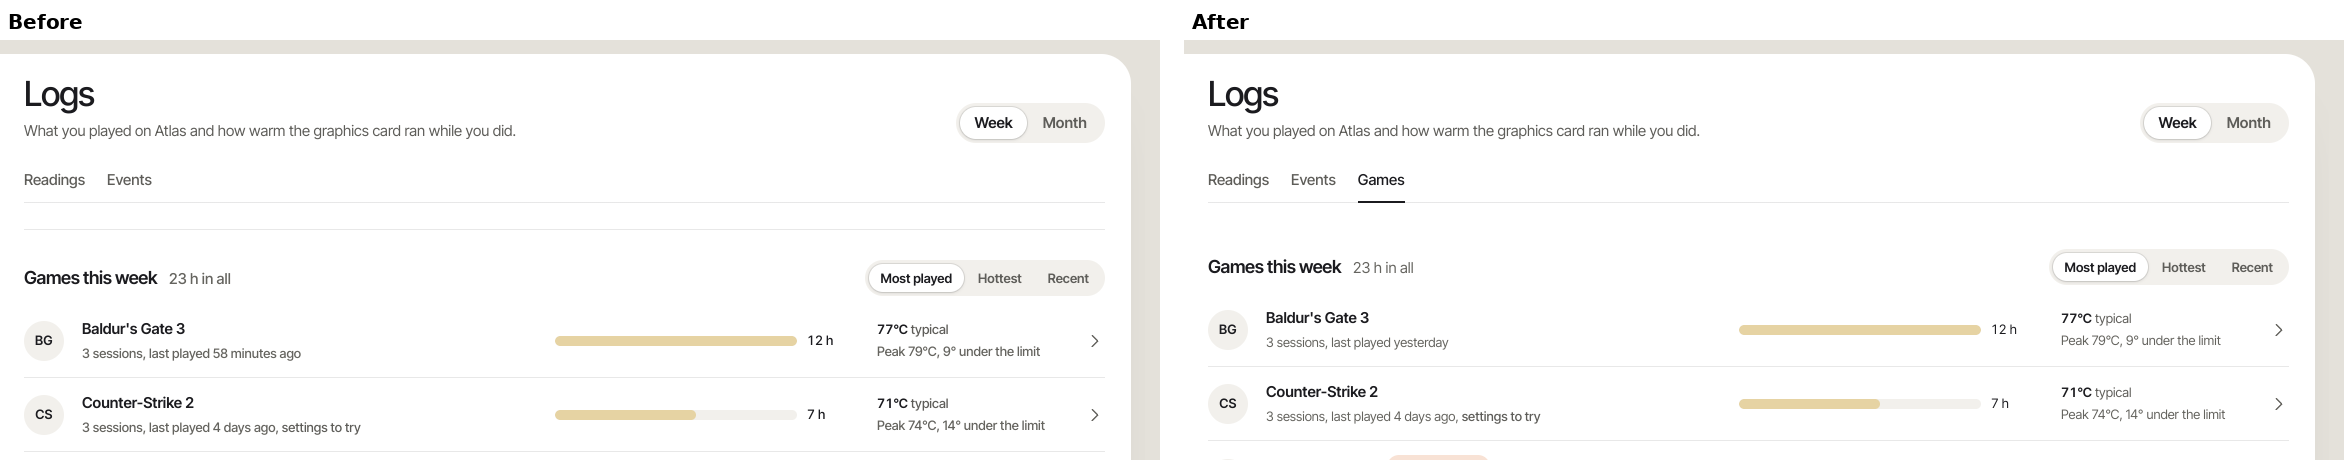 Before
Logs
What you played on Atlas and how warm the graphics card ran while you did.
Week Month
Readings Events
Games this week 23 h in all
Most played Hottest Recent
BG Baldur's Gate 3
3 sessions, last played 58 minutes ago
12 h
77°C typical
Peak 79°C, 9° under the limit
CS Counter-Strike 2
3 sessions, last played 4 days ago, settings to try
7 h
71°C typical
Peak 74°C, 14° under the limit
After
Logs
What you played on Atlas and how warm the graphics card ran while you did.
Week Month
Readings Events Games
Games this week 23 h in all
Most played Hottest Recent
BG Baldur's Gate 3
3 sessions, last played yesterday
12 h
77°C typical
Peak 79°C, 9° under the limit
CS Counter-Strike 2
3 sessions, last played 4 days ago, settings to try
7 h
71°C typical
Peak 74°C, 14° under the limit